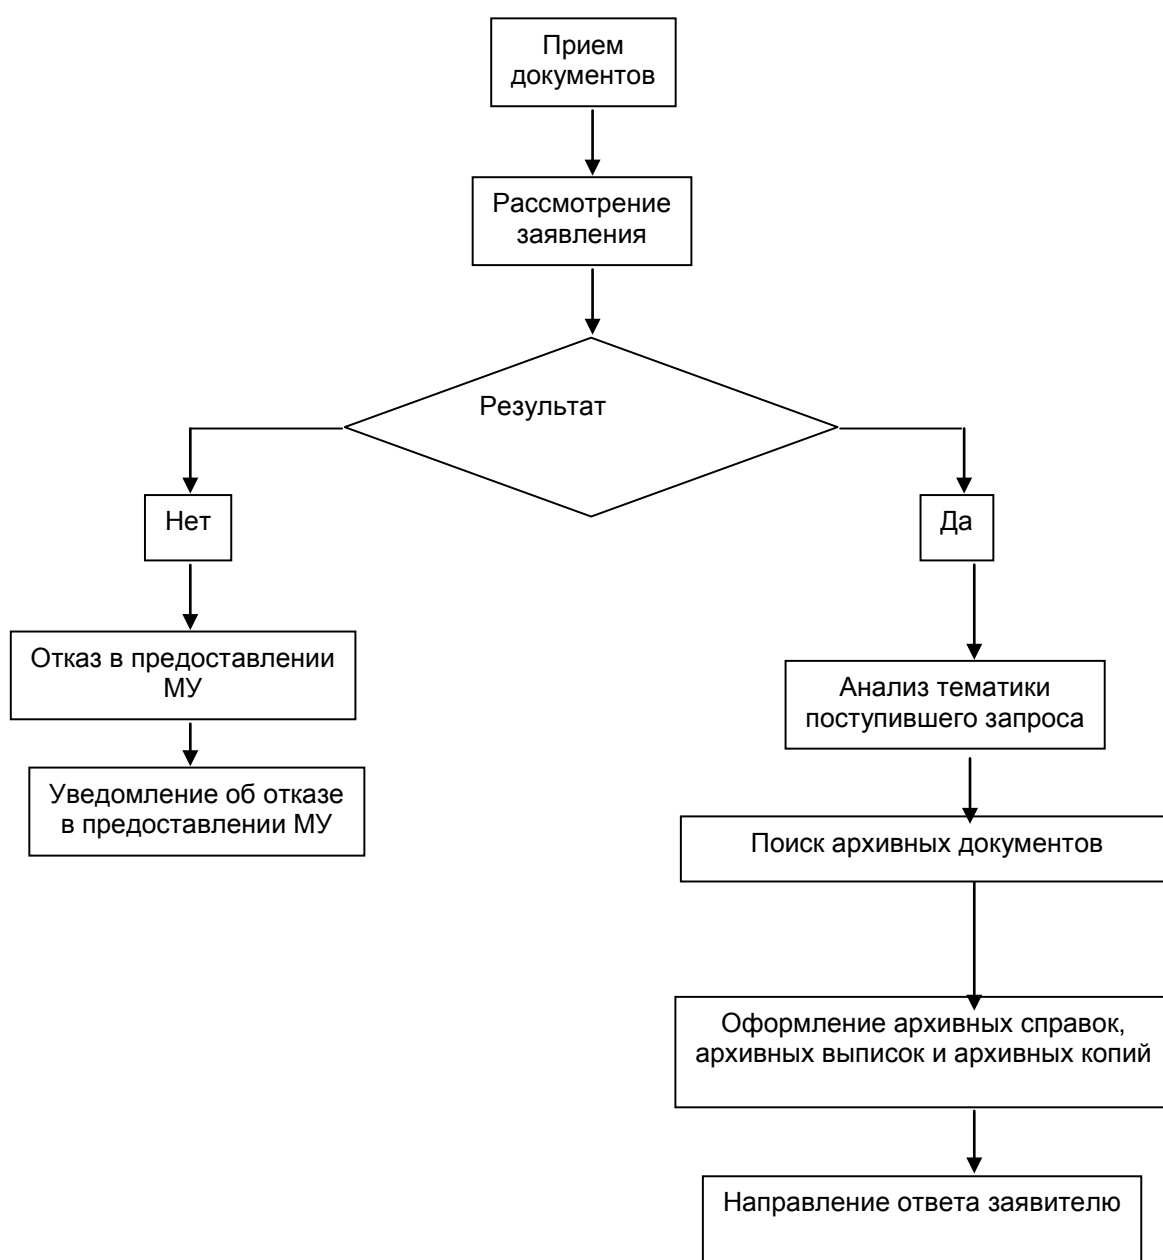 Прием
документов
Рассмотрение
заявления
Результат
Нет
Да
Отказ в предоставлении
МУ
Уведомление об отказе
в предоставлении МУ
Анализ тематики
поступившего запроса
Поиск архивных документов
Оформление архивных справок,
архивных выписок и архивных копий
Направление ответа заявителю